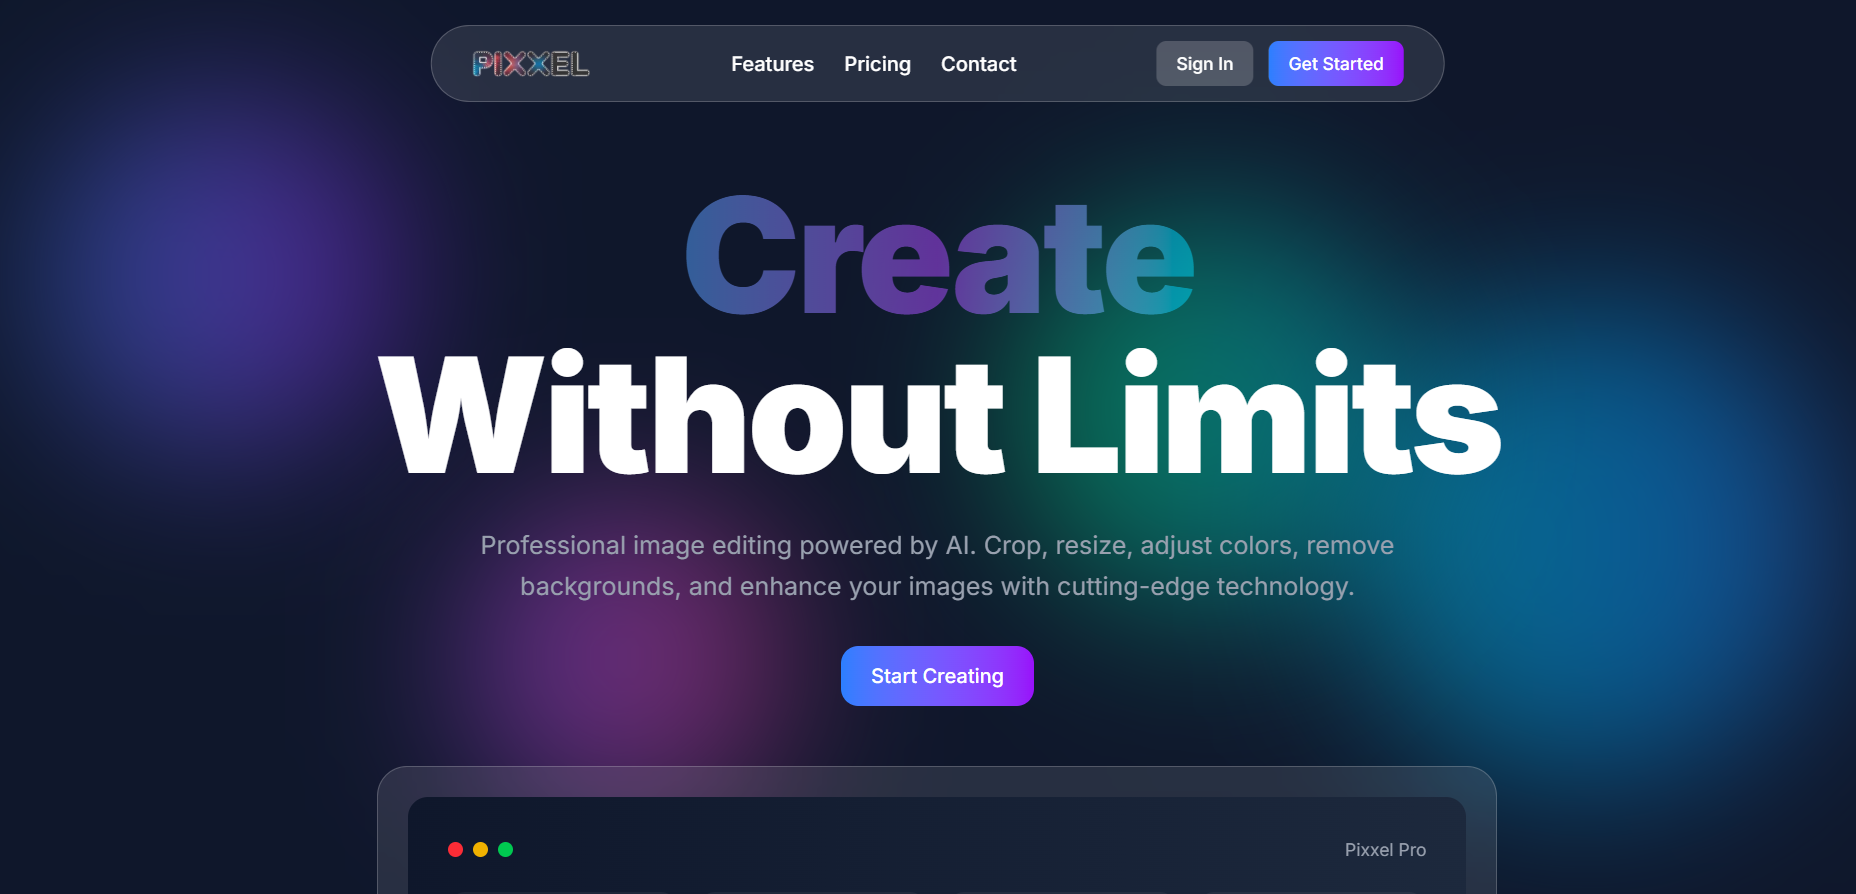 PIXXEL
Features
Pricing
Contact
Sign In
Get Started
Create
Without Limits
Professional image editing powered by AI. Crop, resize, adjust colors, remove
backgrounds, and enhance your images with cutting-edge technology.
Start Creating
Pixxel Pro